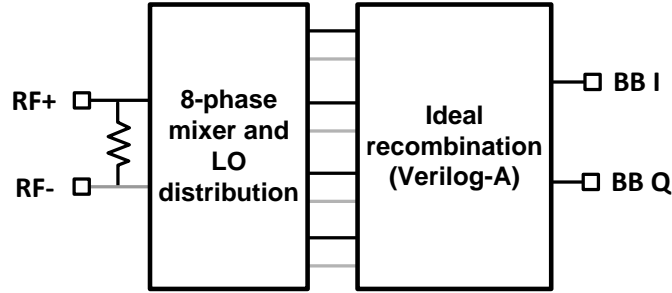 RF+
RF-
8-phase
mixer and
LO
distribution
Ideal
recombination
(Verilog-A)
BB I
BB Q